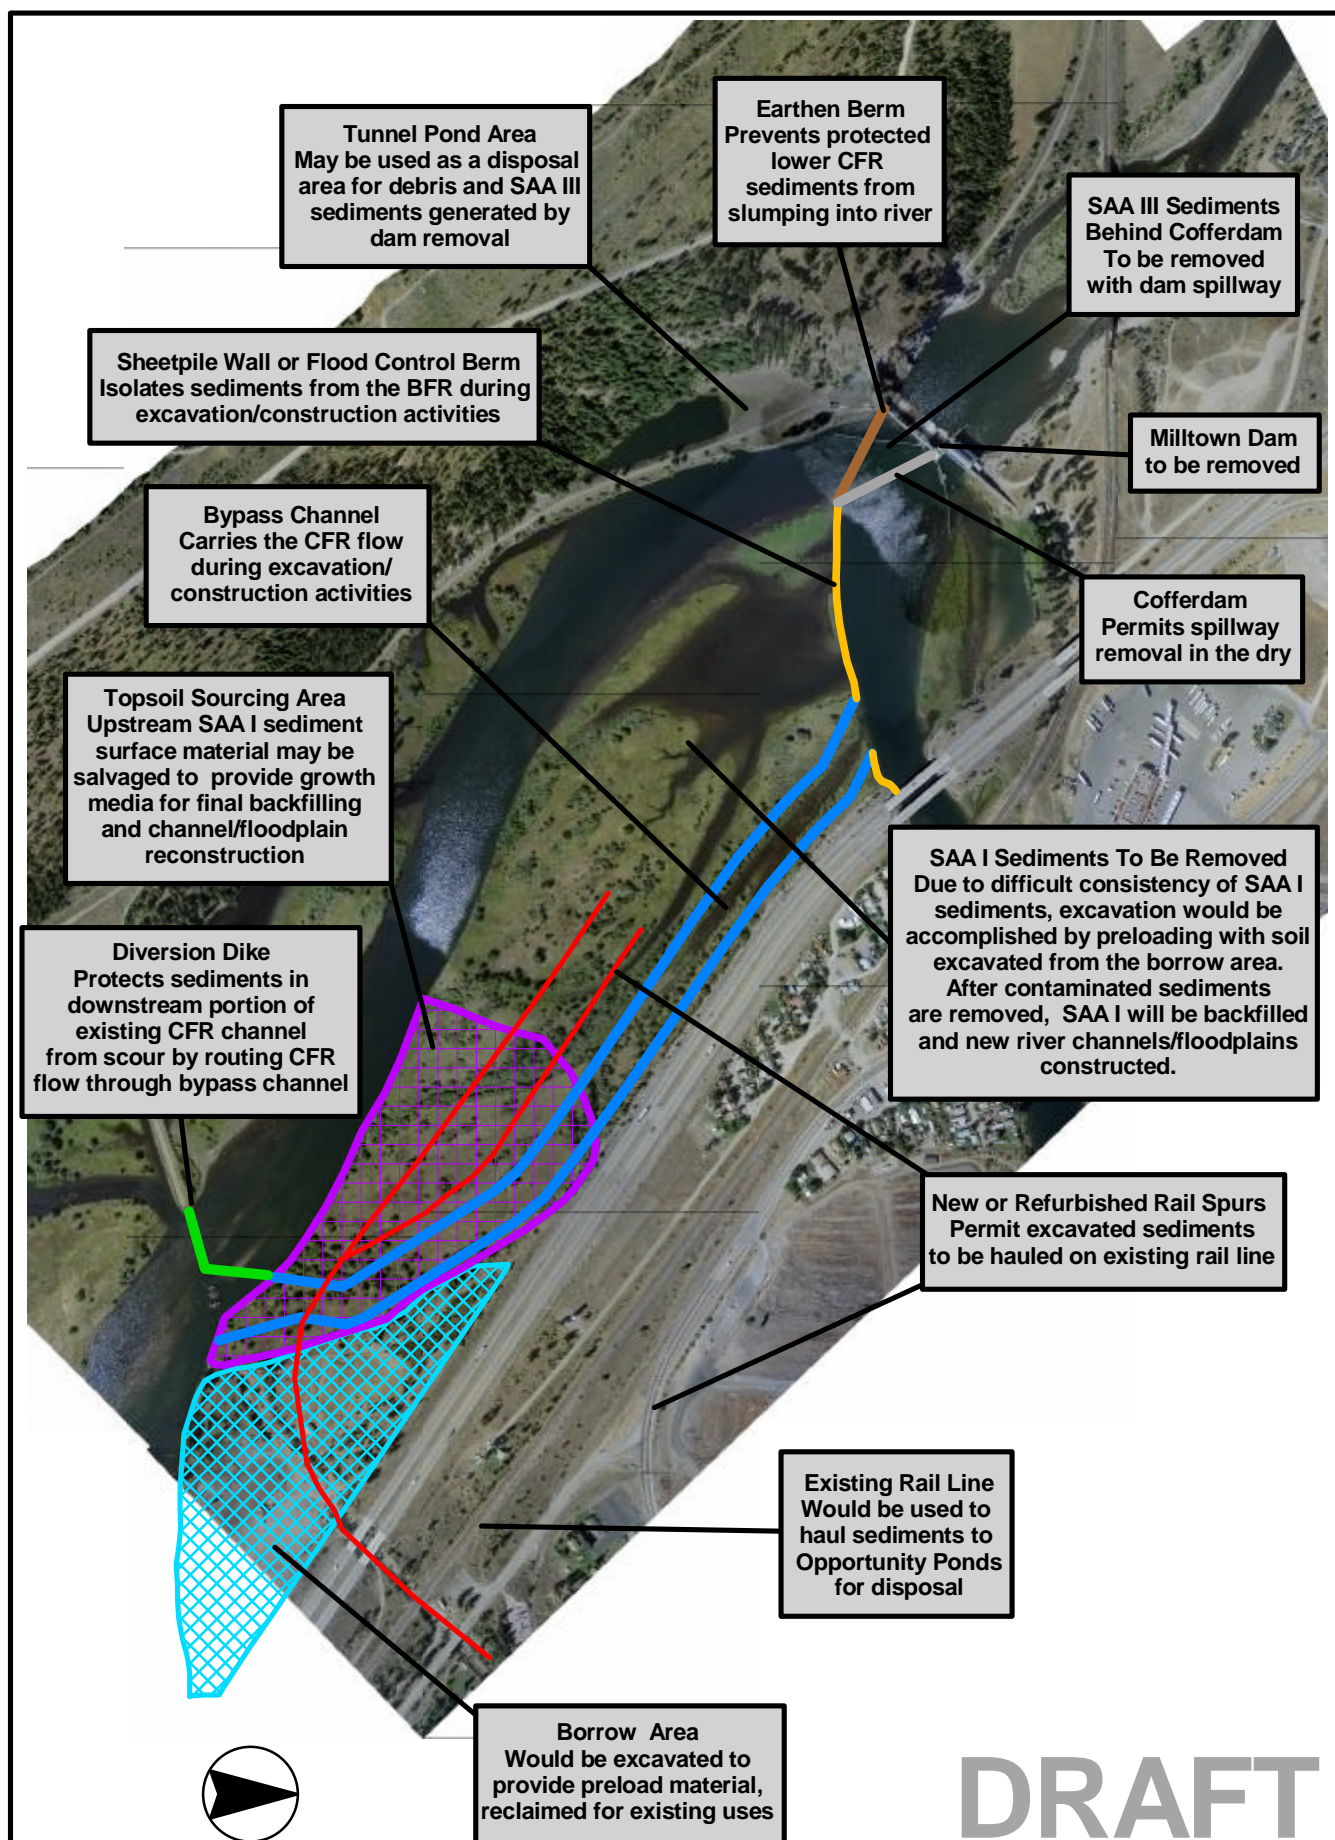 Tunnel Pond Area
May be used as a disposal
area for debris and SAA III
sediments generated by
dam removal
Earthen Berm
Prevents protected
lower CFR
sediments from
slumping into river
SAA III Sediments
Behind Cofferdam
To be removed
with dam spillway
Sheetpile Wall or Flood Control Berm
Isolates sediments from the BFR during
excavation/construction activities
Milltown Dam
to be removed
Bypass Channel
Carries the CFR flow
during excavation/
construction activities
Cofferdam
Permits spillway
removal in the dry
Topsoil Sourcing Area
Upstream SAA I sediment
surface material may be
salvaged to provide growth
media for final backfilling
and channel/floodplain
reconstruction
SAA I Sediments To Be Removed
Due to difficult consistency of SAA I
sediments, excavation would be
accomplished by preloading with soil
excavated from the borrow area.
After contaminated sediments
are removed, SAA I will be backfilled
and new river channels/floodplains
constructed.
Diversion Dike
Protects sediments in
downstream portion of
existing CFR channel
from scour by routing CFR
flow through bypass channel
New or Refurbished Rail Spurs
Permit excavated sediments
to be hauled on existing rail line
Existing Rail Line
Would be used to
haul sediments to
Opportunity Ponds
for disposal
Borrow Area
Would be excavated to
provide preload material,
reclaimed for existing uses
DRAFT